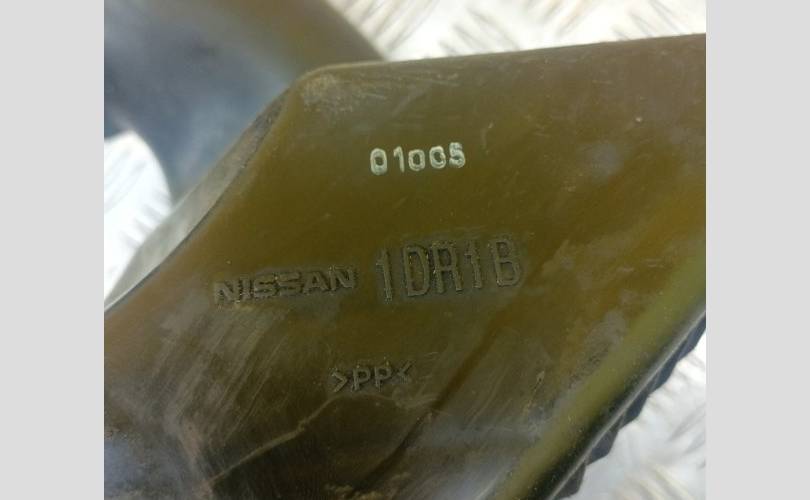 01005
NISSAN 1DR1B
>PP<